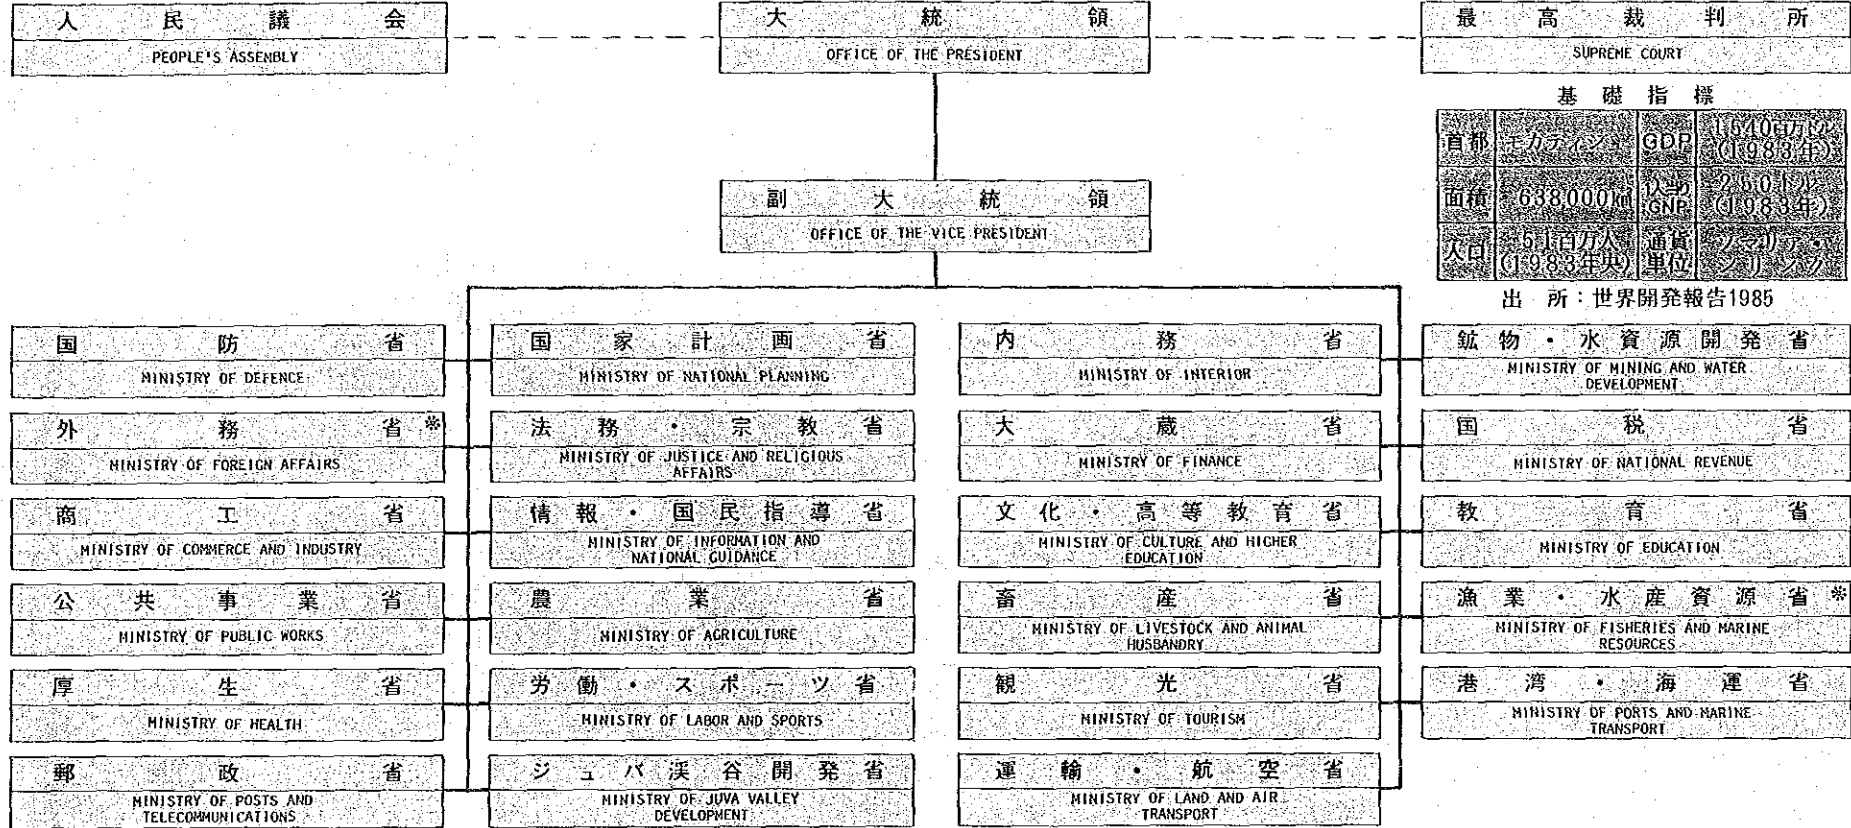 人民議会
PEOPLE'S ASSEMBLY
大統領
OFFICE OF THE PRESIDENT
最高裁判所
SUPREME COURT
基礎指標
首都 モガディシュ GDP 1,540百万ドル (1983年)
面積 638,000㎢ GNP 260ドル (1983年)
人口 5.1百万人 (1983年央) 通貨単位
出所：世界開発報告1985
副大統領
OFFICE OF THE VICE PRESIDENT
国防省
MINISTRY OF DEFENCE
国家計画省
MINISTRY OF NATIONAL PLANNING
内務省
MINISTRY OF INTERIOR
鉱物・水資源開発省
MINISTRY OF MINING AND WATER
DEVELOPMENT
外務省※
MINISTRY OF FOREIGN AFFAIRS
法務・宗教省
MINISTRY OF JUSTICE AND RELIGIOUS
AFFAIRS
大蔵省
MINISTRY OF FINANCE
国税省
MINISTRY OF NATIONAL REVENUE
商工省
MINISTRY OF COMMERCE AND INDUSTRY
情報・国民指導省
MINISTRY OF INFORMATION AND
NATIONAL GUIDANCE
文化・高等教育省
MINISTRY OF CULTURE AND HIGHER
EDUCATION
教育省
MINISTRY OF EDUCATION
公共事業省
MINISTRY OF PUBLIC WORKS
農業省
MINISTRY OF AGRICULTURE
畜産省
MINISTRY OF LIVESTOCK AND ANIMAL
HUSBANDRY
漁業・水産資源省※
MINISTRY OF FISHERIES AND MARINE
RESOURCES
厚生省
MINISTRY OF HEALTH
労働・スポーツ省
MINISTRY OF LABOR AND SPORTS
観光省
MINISTRY OF TOURISM
港湾・海運省
MINISTRY OF PORTS AND MARINE
TRANSPORT
郵政省
MINISTRY OF POSTS AND
TELECOMMUNICATIONS
ジュバ渓谷開発省
MINISTRY OF JUVA VALLEY
DEVELOPMENT
運輸・航空省
MINISTRY OF LAND AND AIR
TRANSPORT